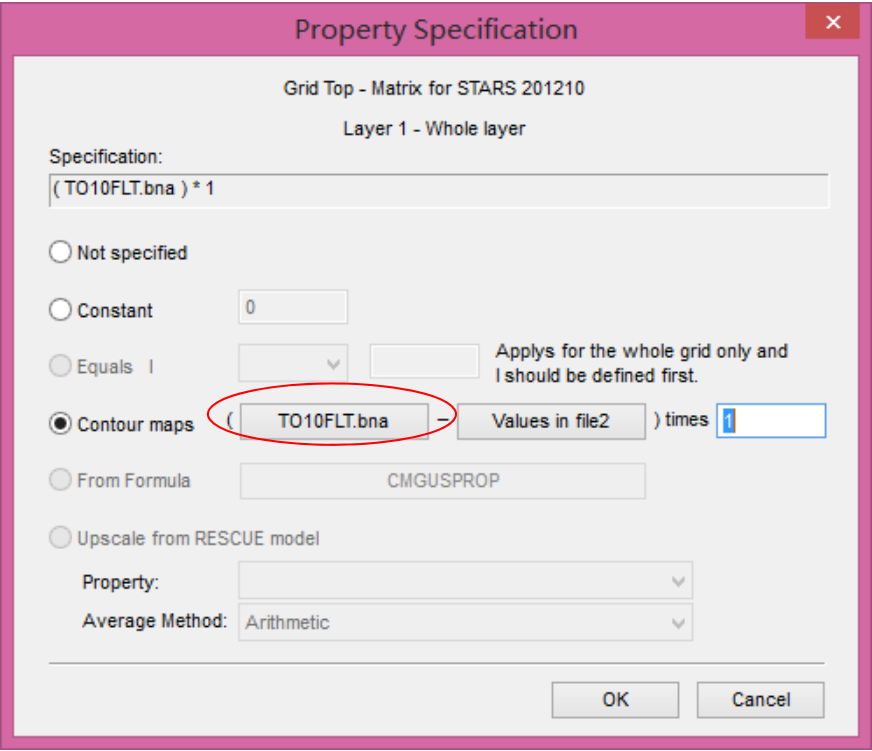 Property Specification
×
Grid Top - Matrix for STARS 201210
Layer 1 - Whole layer
Specification:
( TO10FLT.bna ) * 1
Not specified
Constant 0
Equals I Applys for the whole grid only and
I should be defined first.
Contour maps ( TO10FLT.bna – Values in file2 ) times 1
From Formula CMGUSPROP
Upscale from RESCUE model
Property:
Average Method: Arithmetic
OK Cancel